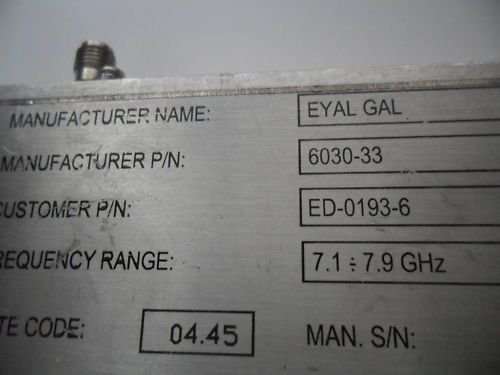 MANUFACTURER NAME: EYAL GAL
MANUFACTURER P/N: 6030-33
CUSTOMER P/N: ED-0193-6
REQUENCY RANGE: 7.1 ÷ 7.9 GHz
TE CODE: 04.45 MAN. S/N: